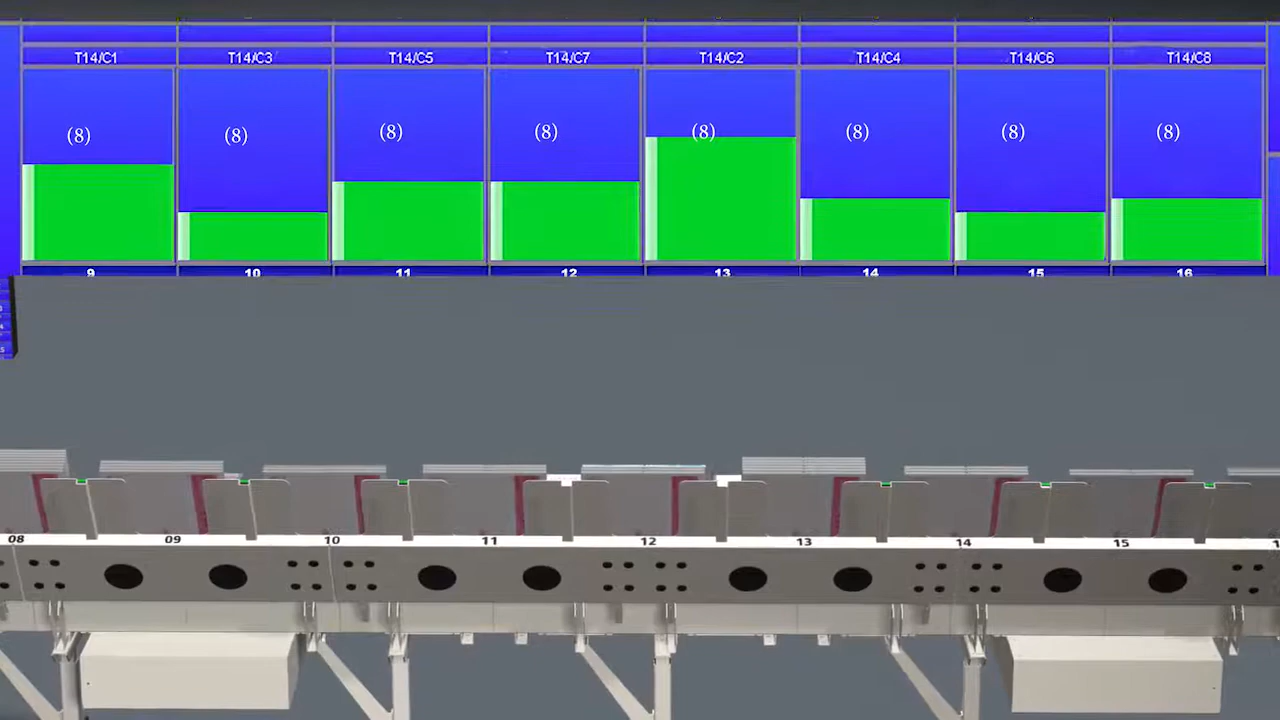 T14/C1 T14/C3 T14/C5 T14/C7 T14/C2 T14/C4 T14/C6 T14/C8
(8) (8) (8) (8) (8) (8) (8) (8)
9 10 11 12 13 14 15 16
08 09 10 11 12 13 14 15